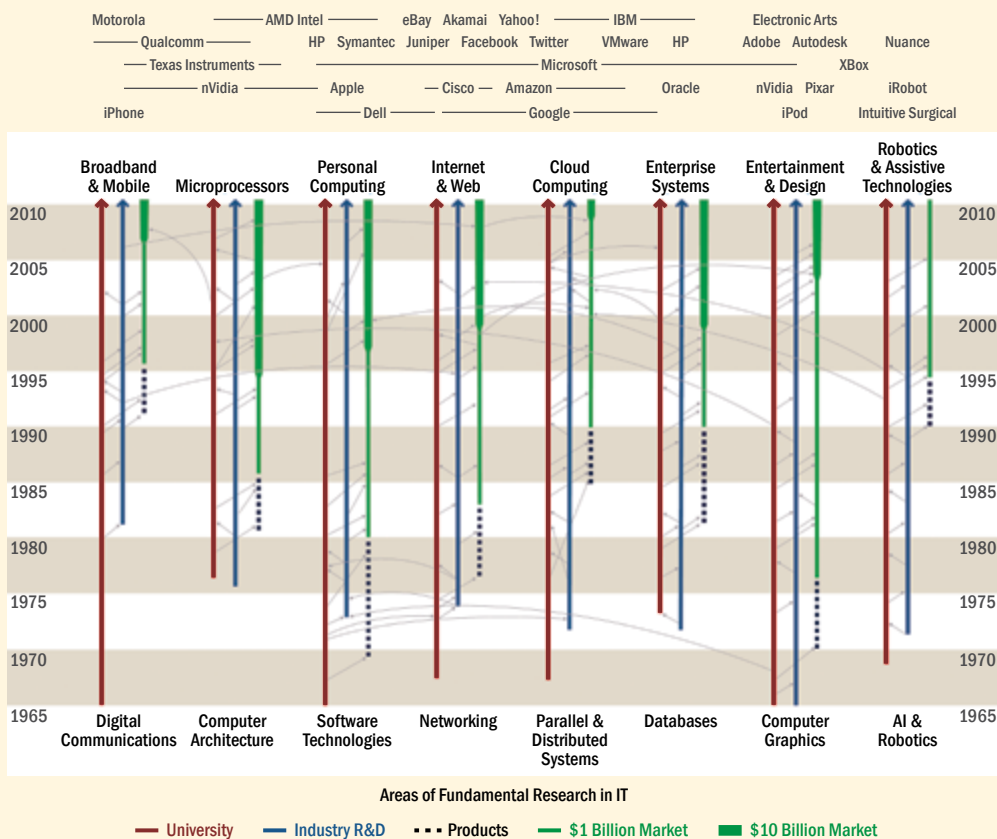 Motorola AMD Intel eBay Akamai Yahoo! IBM Electronic Arts
Qualcomm HP Symantec Juniper Facebook Twitter VMware HP Adobe Autodesk Nuance
Texas Instruments Microsoft XBox
nVidia Apple Cisco Amazon Oracle nVidia Pixar iRobot
iPhone Dell Google iPod Intuitive Surgical
Broadband
& Mobile
Microprocessors
Personal
Computing
Internet
& Web
Cloud
Computing
Enterprise
Systems
Entertainment
& Design
Robotics
& Assistive
Technologies
2010 2010
2005 2005
2000 2000
1995 1995
1990 1990
1985 1985
1980 1980
1975 1975
1970 1970
1965 1965
Digital
Communications
Computer
Architecture
Software
Technologies
Networking
Parallel &
Distributed
Systems
Databases
Computer
Graphics
AI &
Robotics
Areas of Fundamental Research in IT
University Industry R&D Products $1 Billion Market $10 Billion Market